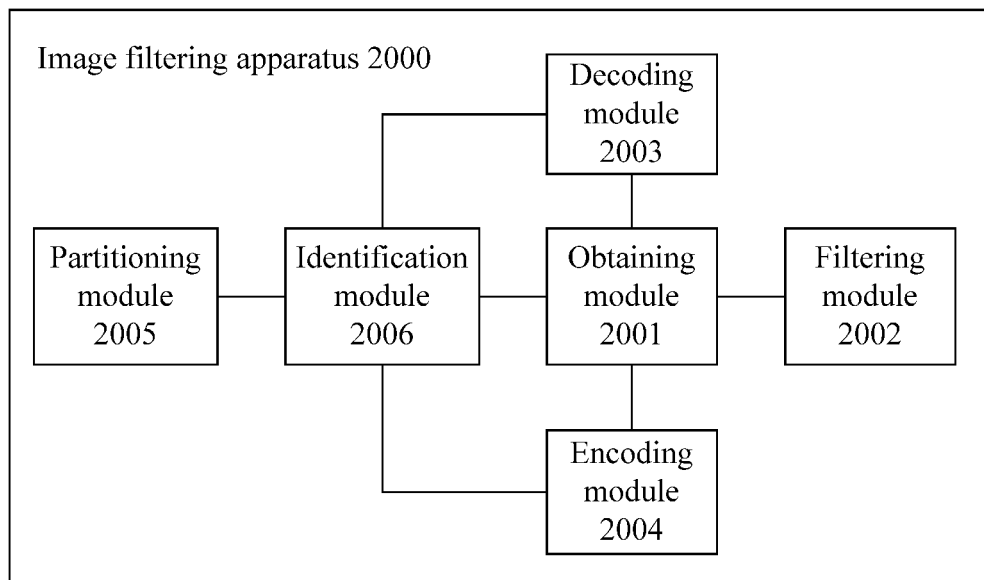 Image filtering apparatus 2000
Decoding
module
2003
Partitioning
module
2005
Identification
module
2006
Obtaining
module
2001
Filtering
module
2002
Encoding
module
2004